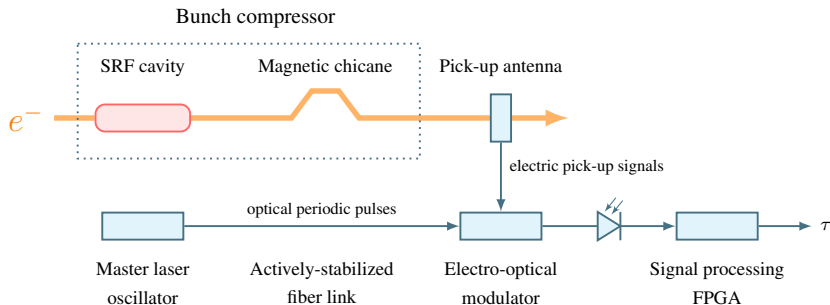 Bunch compressor
SRF cavity
Magnetic chicane
Pick-up antenna
e−
electric pick-up signals
optical periodic pulses
τ
Master laser
oscillator
Actively-stabilized
fiber link
Electro-optical
modulator
Signal processing
FPGA